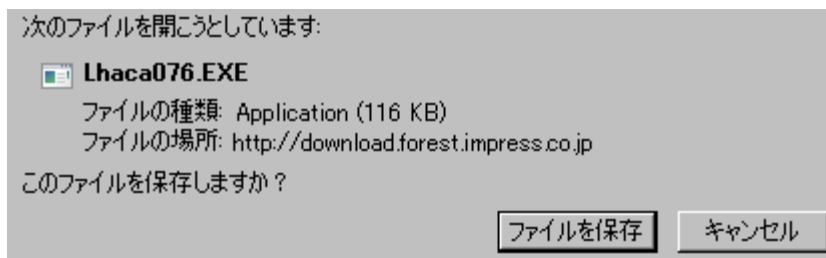 次のファイルを開こうとしています:
Lhaca076.EXE
ファイルの種類: Application (116 KB)
ファイルの場所: http://download.forest.impress.co.jp
このファイルを保存しますか?
ファイルを保存 キャンセル